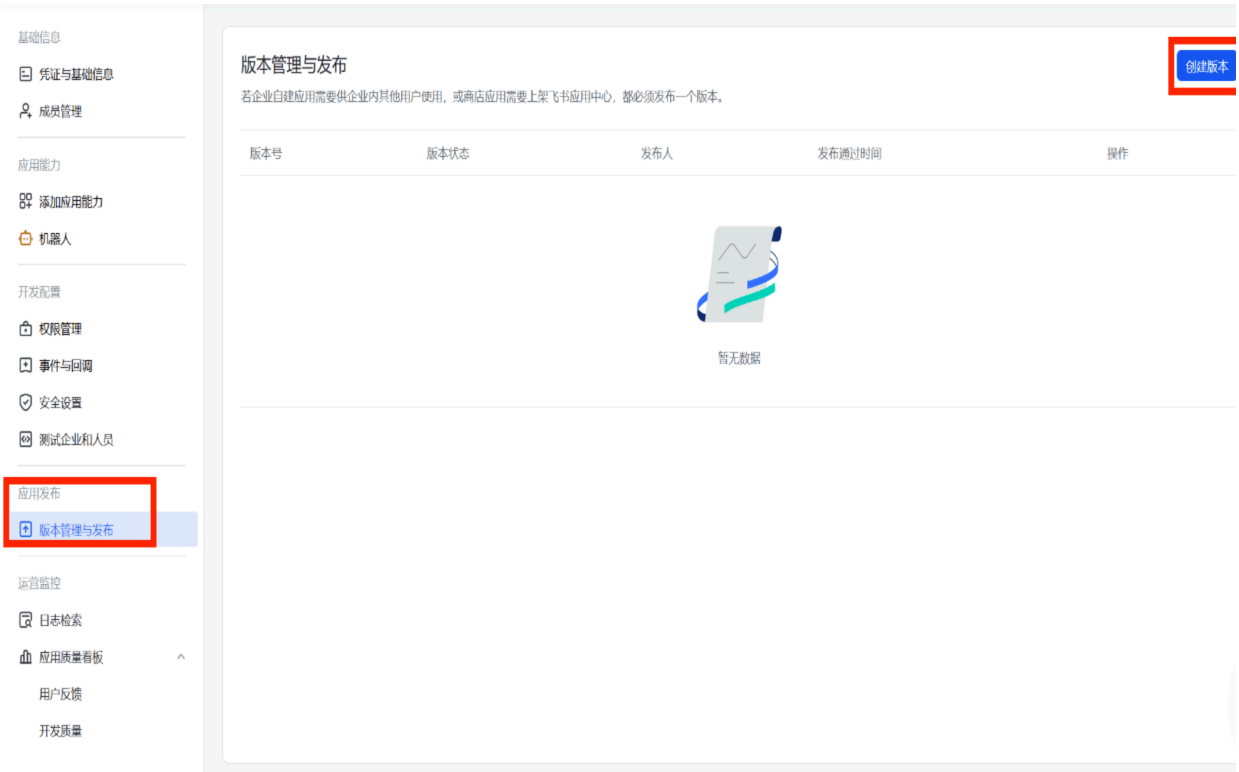 基础信息
凭证与基础信息
成员管理
应用能力
添加应用能力
机器人
开发配置
权限管理
事件与回调
安全设置
测试企业和人员
应用发布
版本管理与发布
运营监控
日志检索
应用质量看板
用户反馈
开发质量
版本管理与发布
创建版本
若企业自建应用需要供企业内其他用户使用，或商店应用需要上架飞书应用中心，都必须发布一个版本。
版本号 版本状态 发布人 发布通过时间 操作
暂无数据